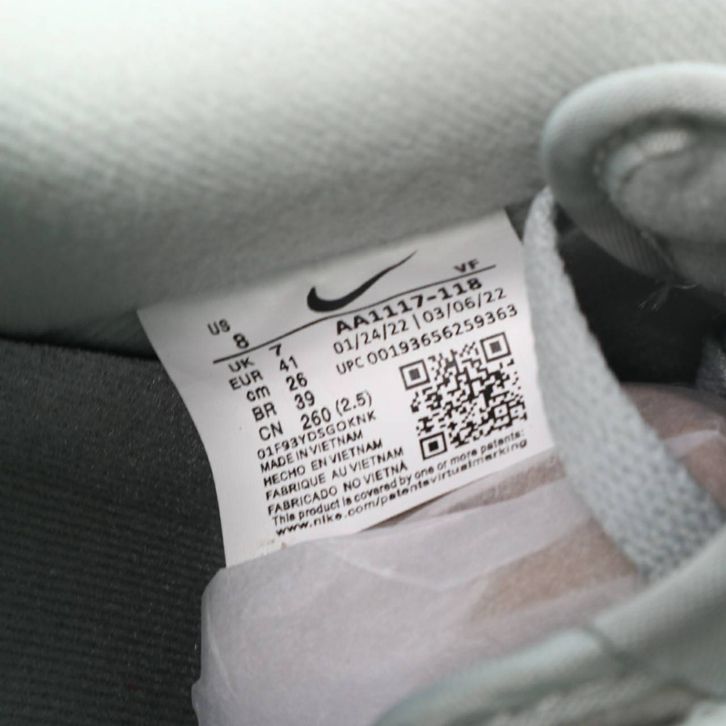 US 8
VF
AA1117-118
UK 7
01/24/22 | 03/06/22
EUR 41
UPC 001936562 59363
cm 26
BR 39
CN 260 (2.5)
01F93YDSGOKNK
MADE IN VIETNAM
HECHO EN VIETNAM
FABRIQUE AU VIETNAM
FABRICADO NO VIETNA
This product is covered by one or more patents:
www.nike.com/patentsvirtualmarking